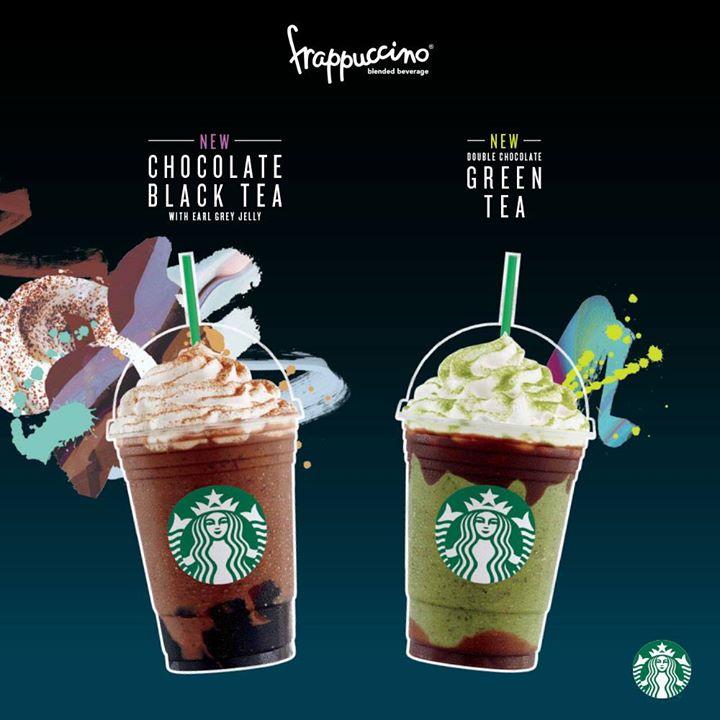 frappuccino®
blended beverage
NEW
CHOCOLATE
BLACK TEA
WITH EARL GREY JELLY
NEW
DOUBLE CHOCOLATE
GREEN
TEA